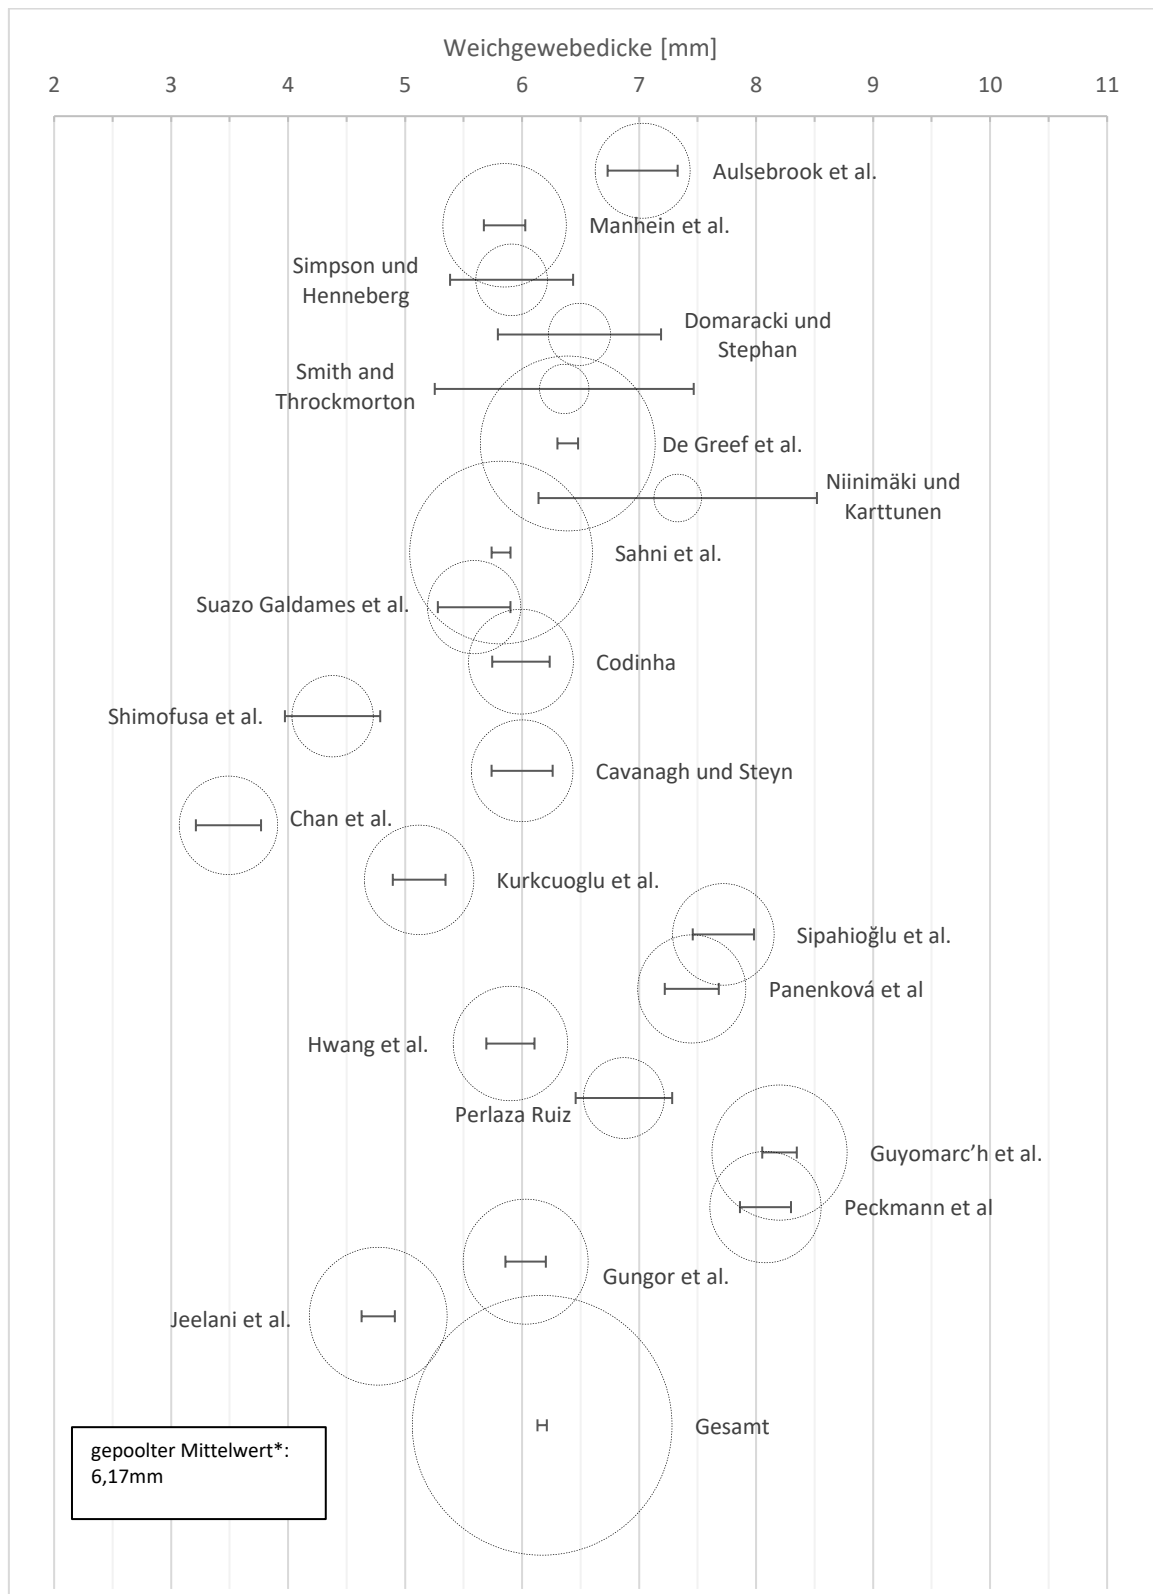 Weichgewebedicke [mm]
2 3 4 5 6 7 8 9 10 11
Aulsebrook et al.
Manhein et al.
Simpson und
Henneberg
Domaracki und
Stephan
Smith and
Throckmorton
De Greef et al.
Niinimäki und
Karttunen
Sahni et al.
Suazo Galdames et al.
Codinha
Shimofusa et al.
Cavanagh und Steyn
Chan et al.
Kurkcuoglu et al.
Sipahioğlu et al.
Panenková et al
Hwang et al.
Perlaza Ruiz
Guyomarc’h et al.
Peckmann et al
Gungor et al.
Jeelani et al.
Gesamt
gepoolter Mittelwert*:
6,17mm